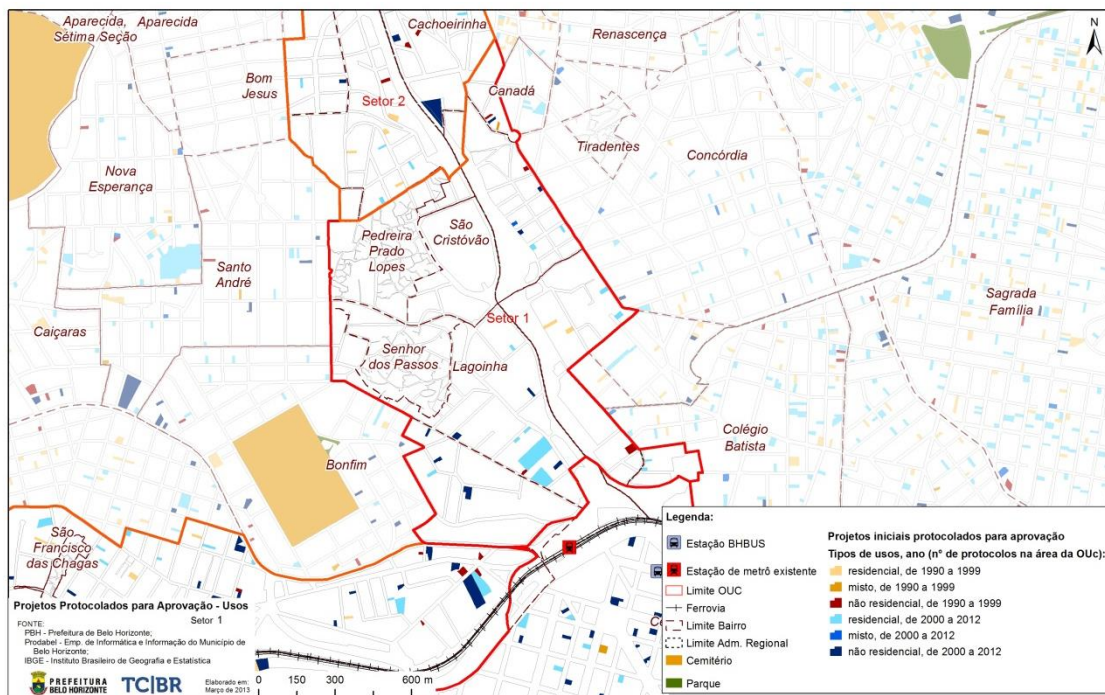 Aparecida,
Sétima/Seção
Aparecida
Cachoeirinha
Renascença
N
Bom
Jesus
Setor 2
Canadá
Tiradentes
Concórdia
Nova
Esperança
São
Cristóvão
Pedreira
Prado
Lopes
Santo
André
Sagrada
Família
Caiçaras
Setor 1
Senhor
dos Passos
Lagoinha
Colégio
Batista
Bonfim
São
Francisco
das Chagas
Projetos Protocolados para Aprovação - Usos
Setor 1
FONTE:
PBH - Prefeitura de Belo Horizonte;
Prodabel - Emp. de Informática e Informação do Município de
Belo Horizonte;
IBGE - Instituto Brasileiro de Geografia e Estatística
PREFEITURA
BELO HORIZONTE
TC|BR
Elaborado em:
Março de 2013
0 150 300 600 m
Legenda:
Estação BHBUS
Estação de metrô existente
Limite OUC
Ferrovia
Limite Bairro
Limite Adm. Regional
Cemitério
Parque
Projetos iniciais protocolados para aprovação
Tipos de usos, ano (nº de protocolos na área da OUc):
residencial, de 1990 a 1999
misto, de 1990 a 1999
não residencial, de 1990 a 1999
residencial, de 2000 a 2012
misto, de 2000 a 2012
não residencial, de 2000 a 2012